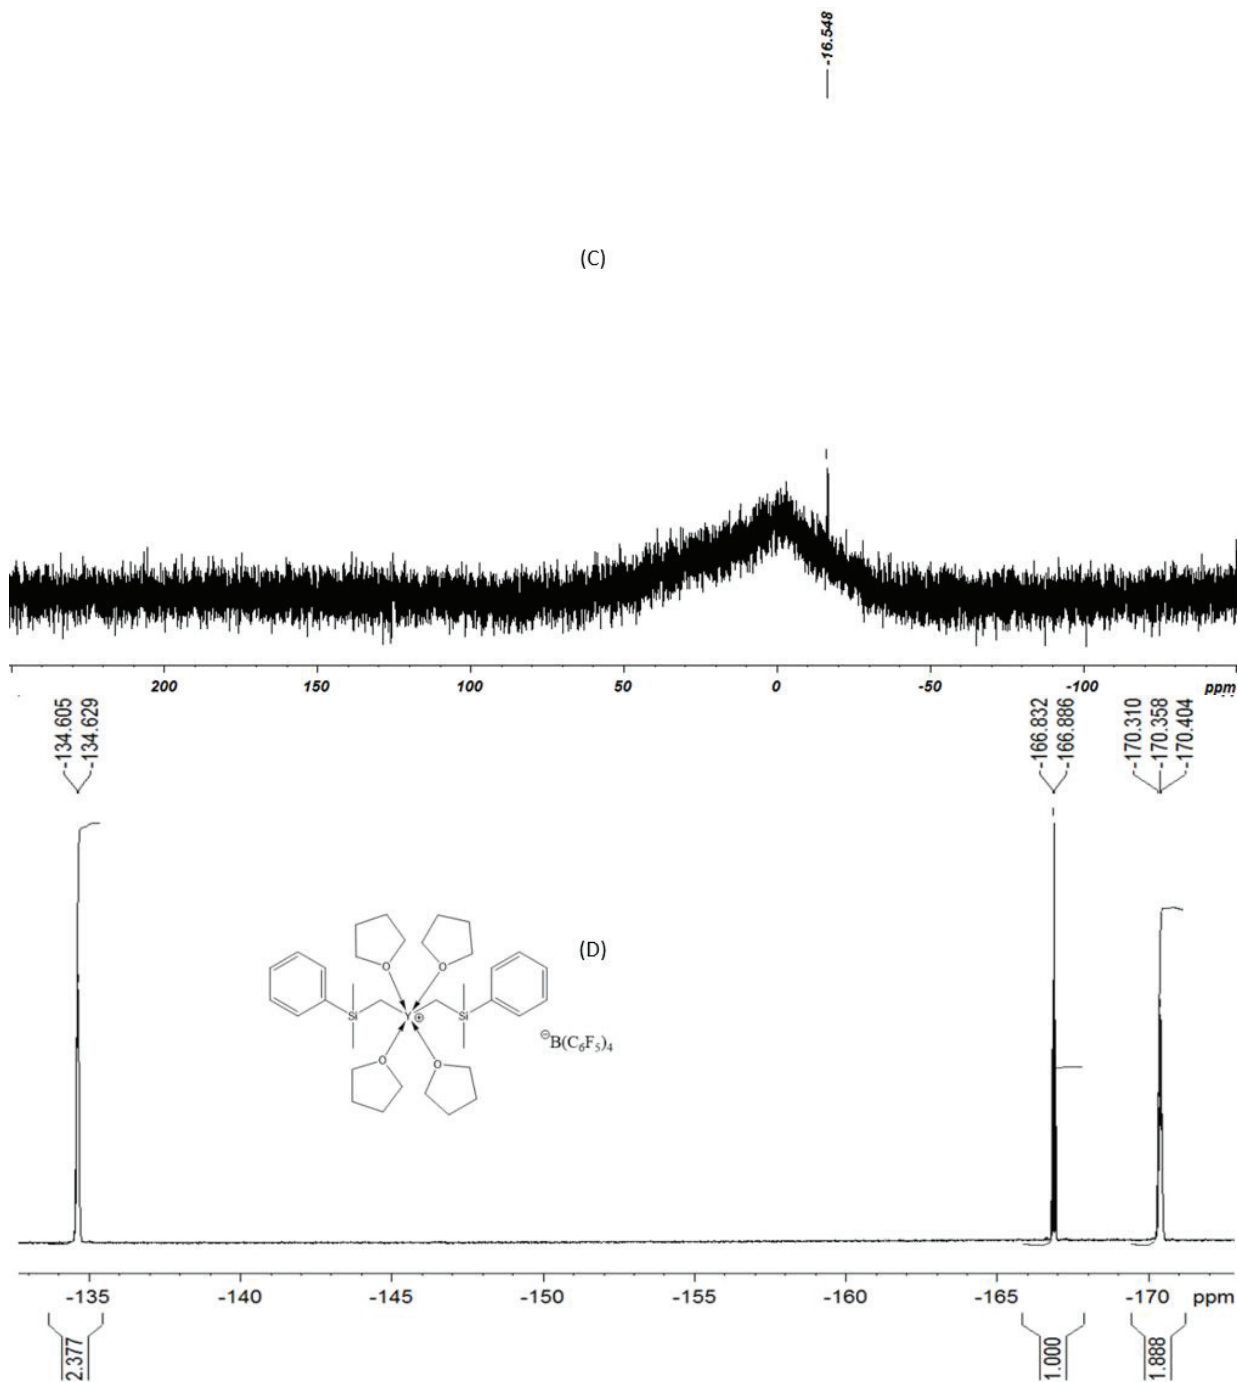 -16.548
(C)
200 150 100 50 0 -50 -100 ppm
-134.605
-134.629
-166.832
-166.886
-170.310
-170.358
-170.404
(D)
O O
Si Y⊕ Si
O O
⊖B(C₆F₅)₄
-135 -140 -145 -150 -155 -160 -165 -170 ppm
2.377 1.000 1.888